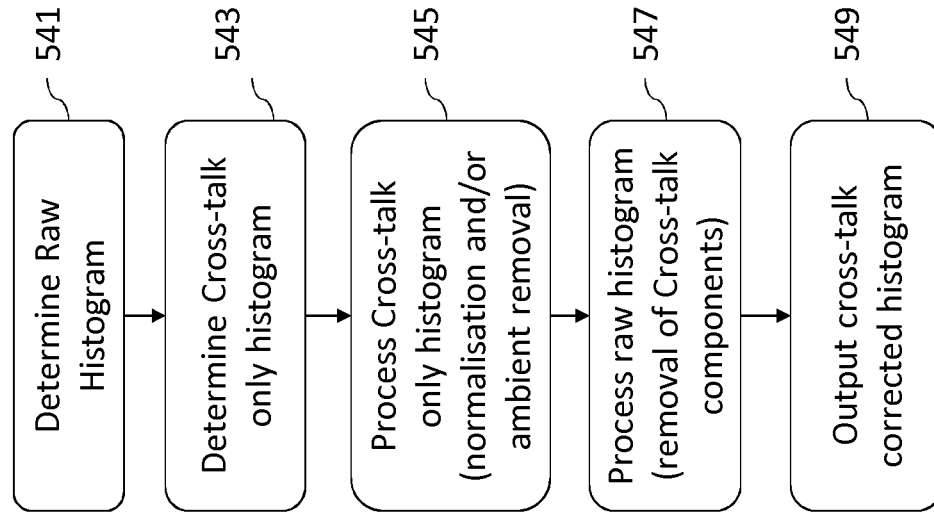 Determine Raw
Histogram
541
Determine Cross-talk
only histogram
543
Process Cross-talk
only histogram
(normalisation and/or
ambient removal)
545
Process raw histogram
(removal of Cross-talk
components)
547
Output cross-talk
corrected histogram
549